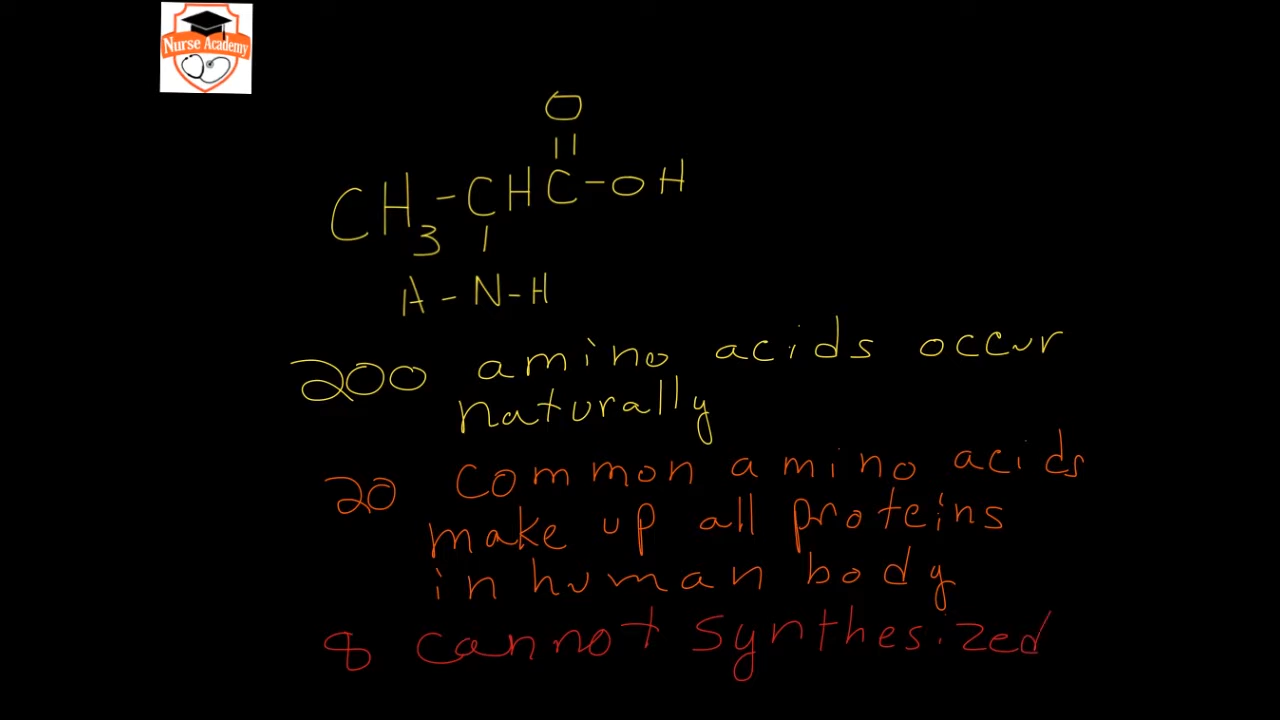 Nurse Academy
O
||
CH3-CHC-OH
|
H-N-H
200 amino acids occur
naturally
20 common amino acids
make up all proteins
in human body
8 cannot synthesized